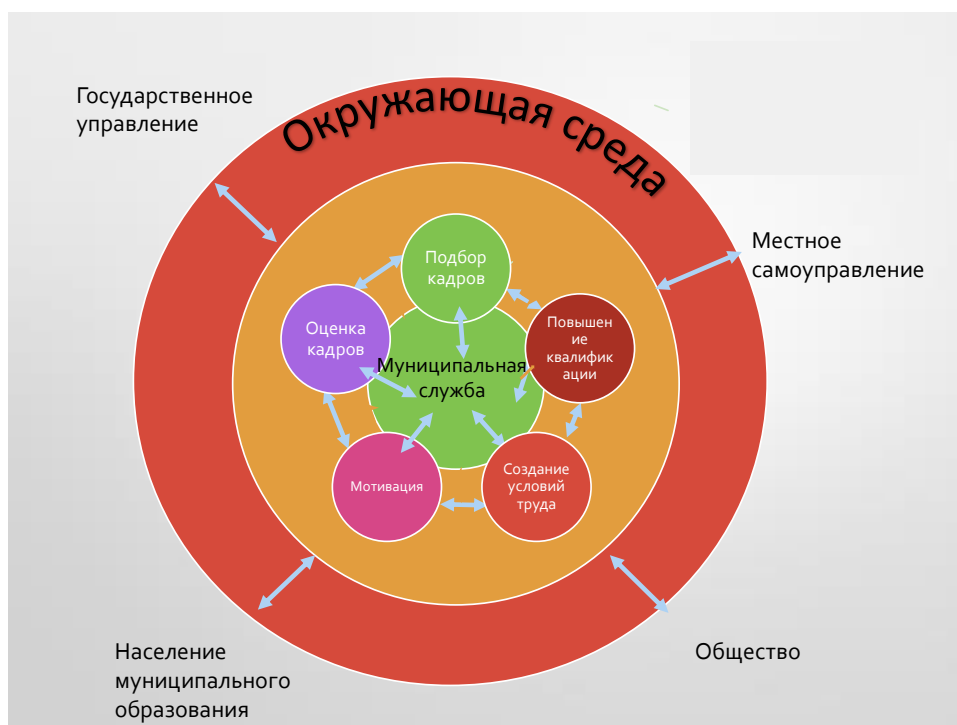 Государственное
управление
Окружающая среда
Местное
самоуправление
Подбор
кадров
Оценка
кадров
Повышен
ие
квалифик
ации
Муниципальная
служба
Мотивация
Создание
условий
труда
Население
муниципального
образования
Общество